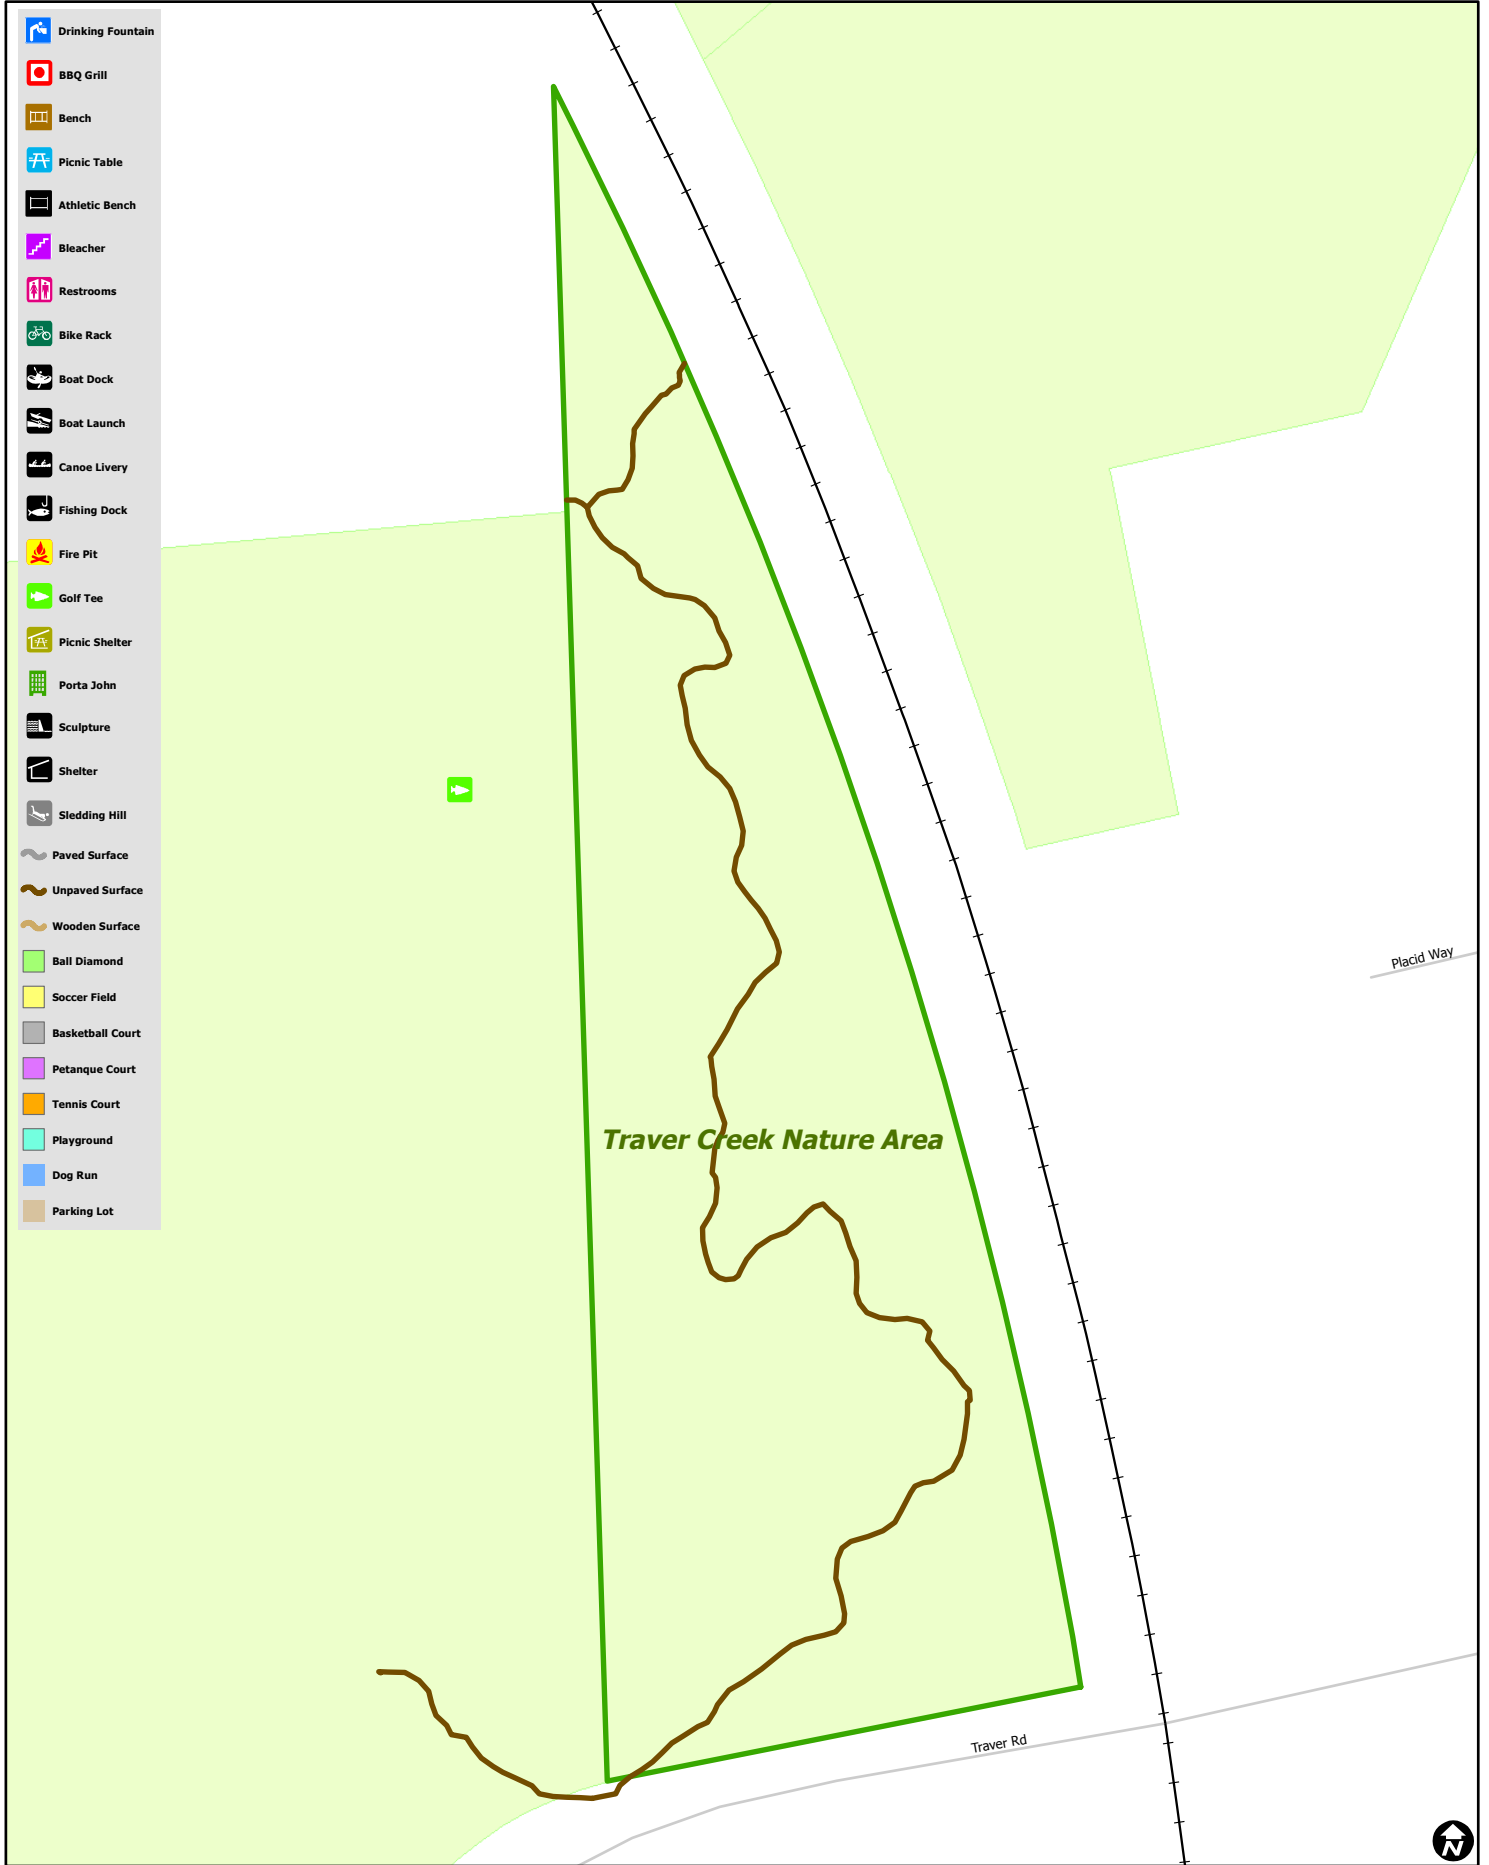 Drinking Fountain
BBQ Grill
Bench
Picnic Table
Athletic Bench
Bleacher
Restrooms
Bike Rack
Boat Dock
Boat Launch
Canoe Livery
Fishing Dock
Fire Pit
Golf Tee
Picnic Shelter
Porta John
Sculpture
Shelter
Sledding Hill
Paved Surface
Unpaved Surface
Wooden Surface
Ball Diamond
Soccer Field
Basketball Court
Petanque Court
Tennis Court
Playground
Dog Run
Parking Lot
Placid Way
Traver Creek Nature Area
Traver Rd
N